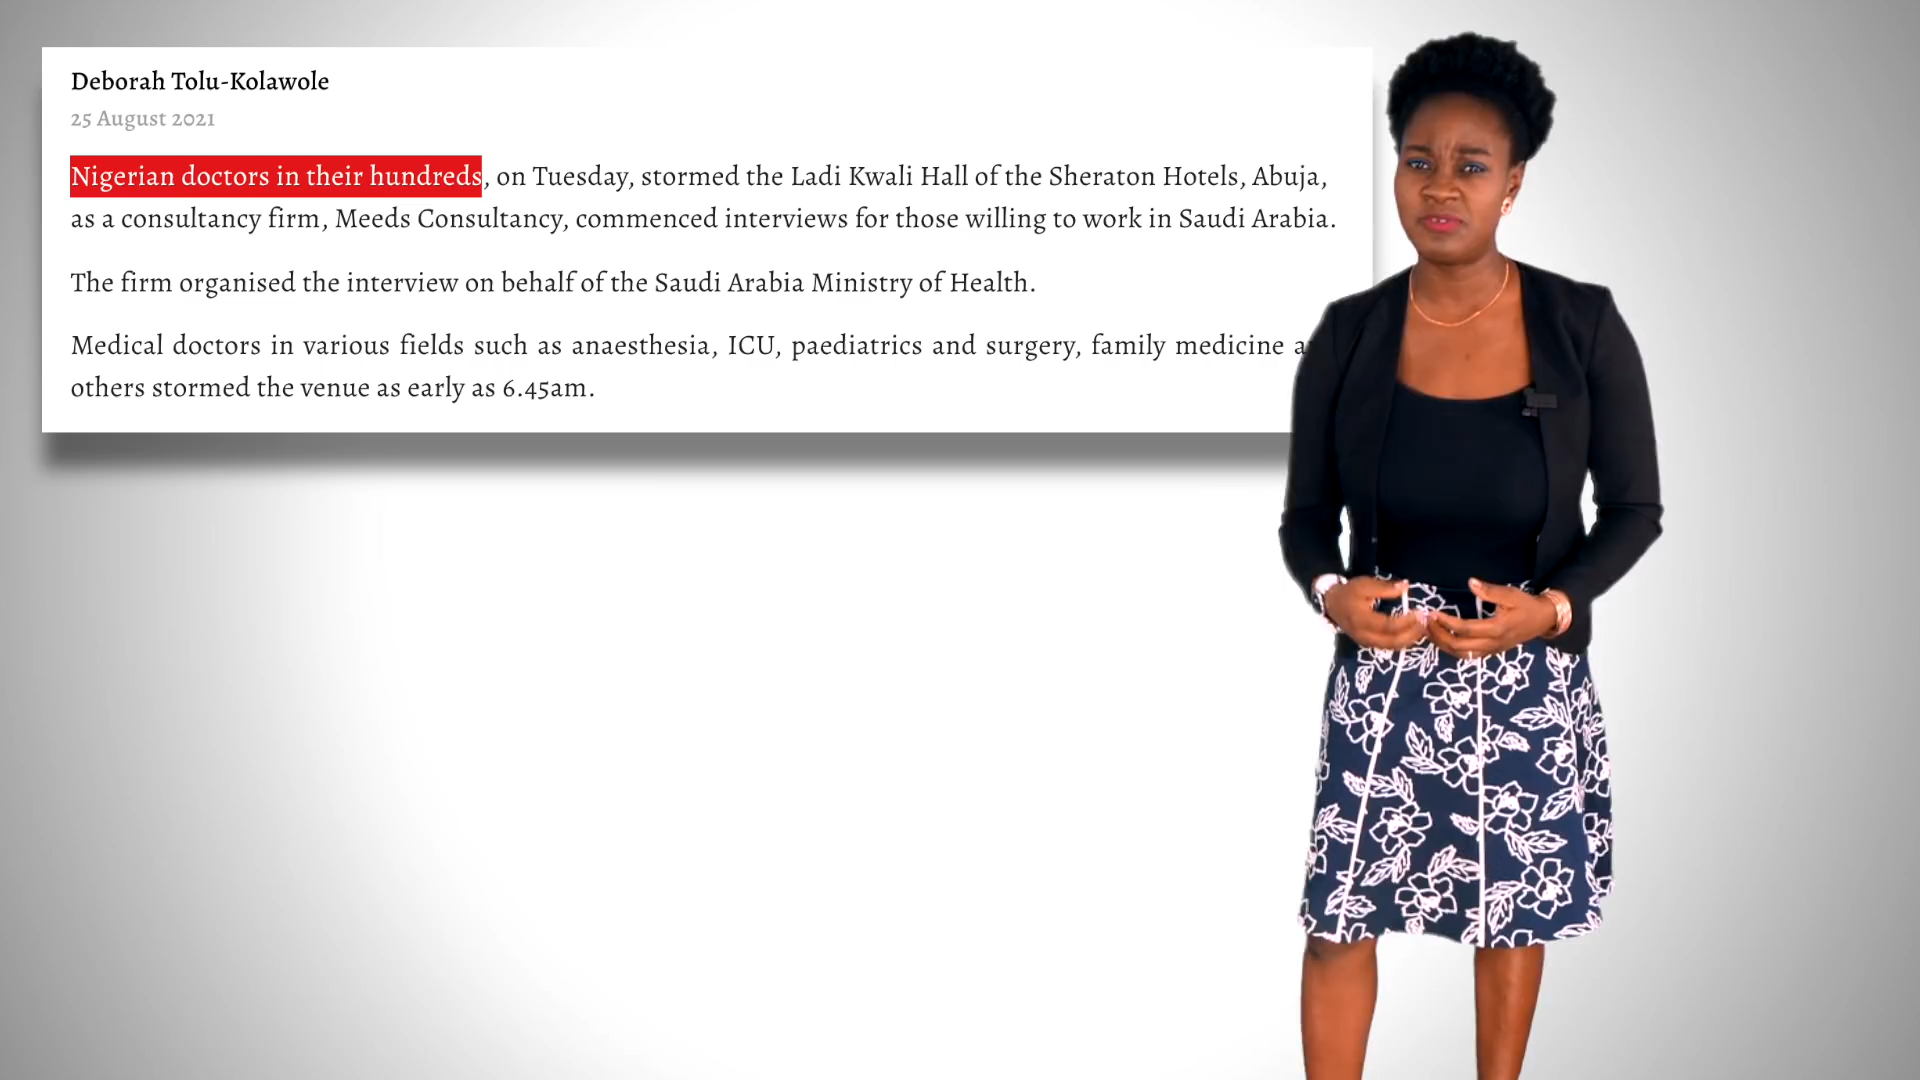 Deborah Tolu-Kolawole
25 August 2021
Nigerian doctors in their hundreds, on Tuesday, stormed the Ladi Kwali Hall of the Sheraton Hotels, Abuja,
as a consultancy firm, Meeds Consultancy, commenced interviews for those willing to work in Saudi Arabia.
The firm organised the interview on behalf of the Saudi Arabia Ministry of Health.
Medical doctors in various fields such as anaesthesia, ICU, paediatrics and surgery, family medicine
others stormed the venue as early as 6.45am.